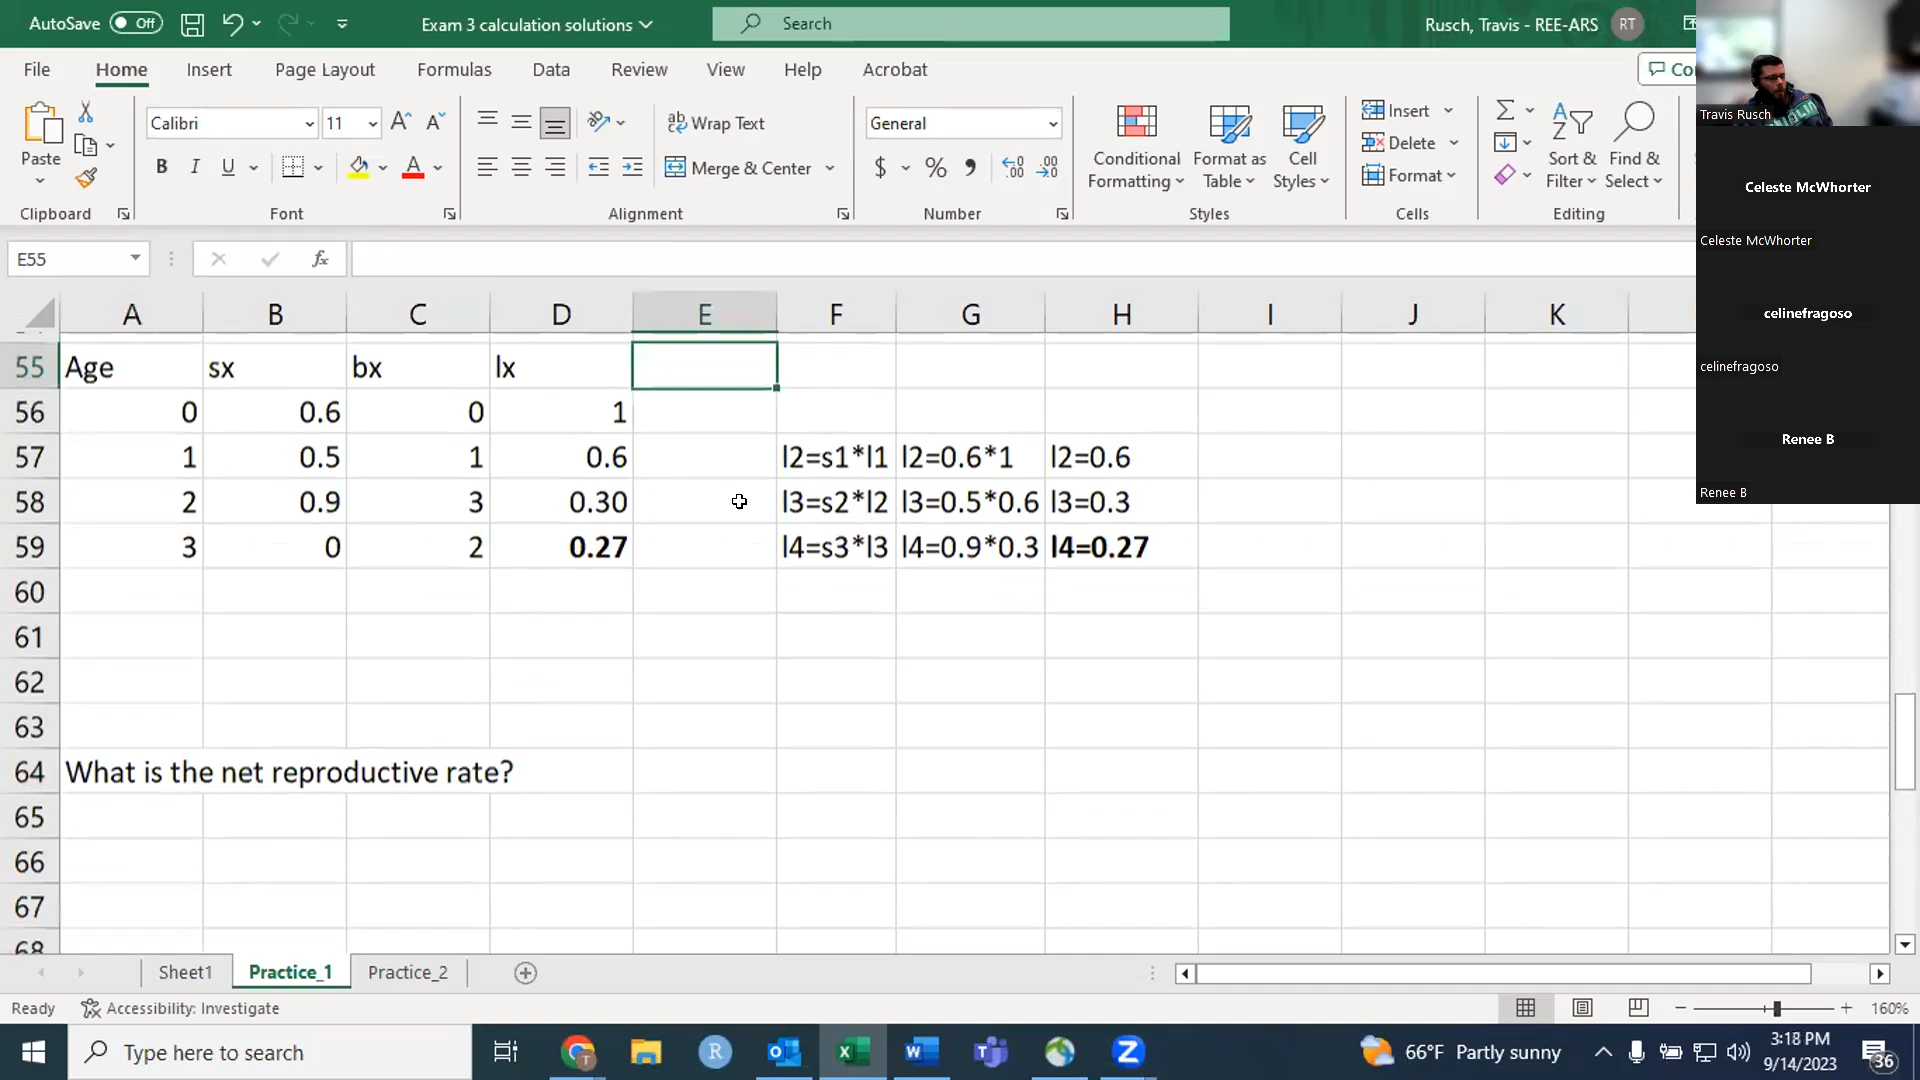 AutoSave Off
Exam 3 calculation solutions
Search
Rusch, Travis - REE-ARS RT
File Home Insert Page Layout Formulas Data Review View Help Acrobat Co
Paste
Clipboard
Calibri 11
B I U
Font
Wrap Text
Merge & Center
Alignment
General
$ %
Number
Conditional Formatting
Format as Table
Cell Styles
Styles
Insert
Delete
Format
Cells
Sort & Filter
Find & Select
Editing
E55 fx
A B C D E F G H I J K
55 Age sx bx lx
56 0 0.6 0 1
57 1 0.5 1 0.6 l2=s1*l1 l2=0.6*1 l2=0.6
58 2 0.9 3 0.30 l3=s2*l2 l3=0.5*0.6 l3=0.3
59 3 0 2 0.27 l4=s3*l3 l4=0.9*0.3 l4=0.27
60
61
62
63
64 What is the net reproductive rate?
65
66
67
68
Travis Rusch
Celeste McWhorter
Celeste McWhorter
celinefragoso
celinefragoso
Renee B
Renee B
Sheet1 Practice_1 Practice_2
Ready Accessibility: Investigate 160%
Type here to search
66°F Partly sunny
3:18 PM
9/14/2023
36